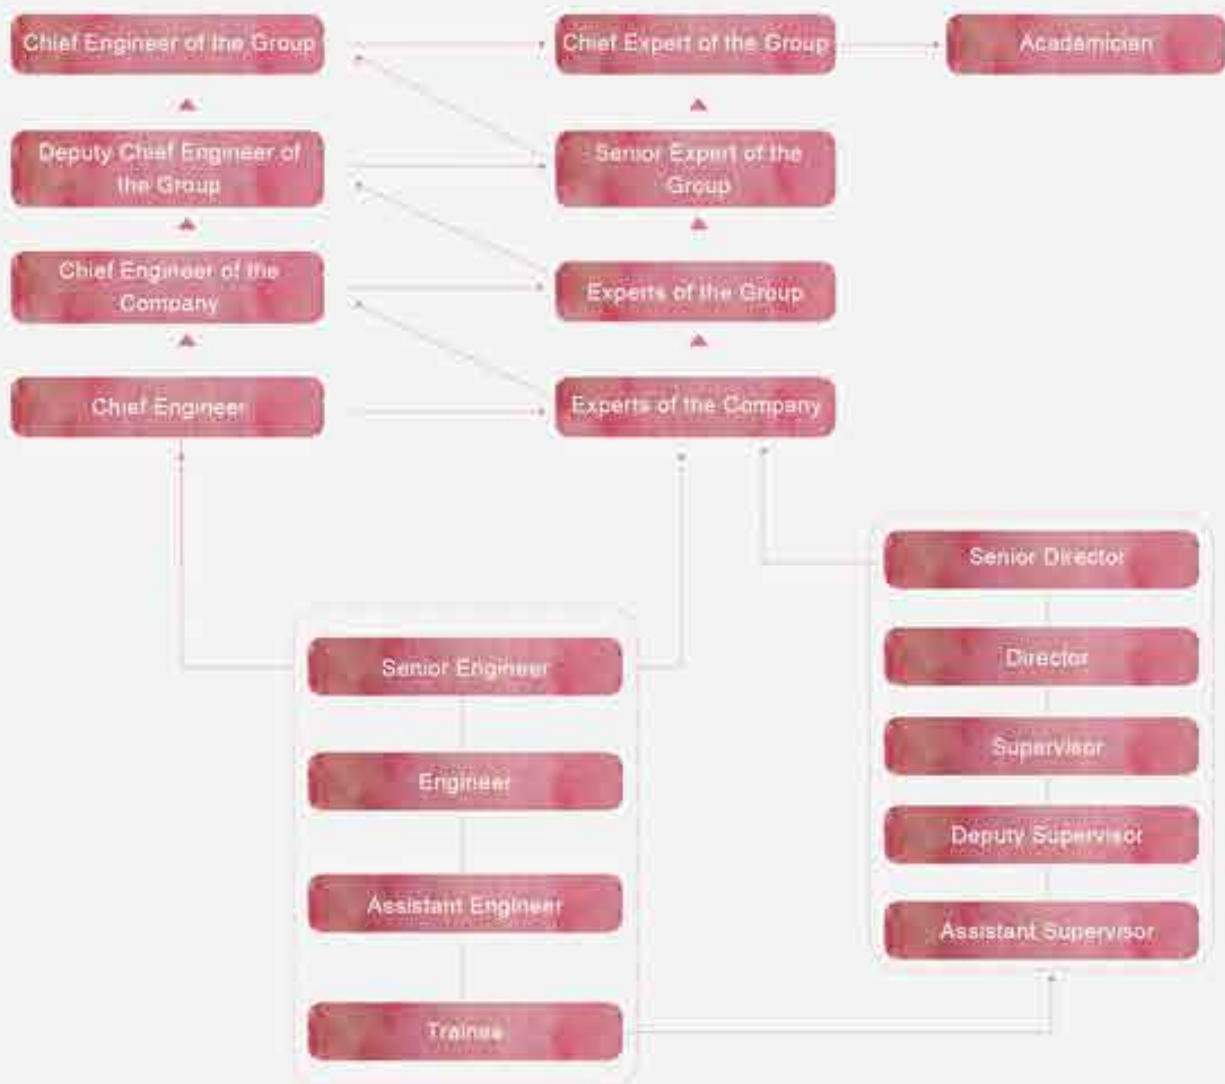 Chief Engineer of the Group
Chief Expert of the Group
Academician
Deputy Chief Engineer of
the Group
Senior Expert of the
Group
Chief Engineer of the
Company
Experts of the Group
Chief Engineer
Experts of the Company
Senior Director
Director
Supervisor
Deputy Supervisor
Assistant Supervisor
Senior Engineer
Engineer
Assistant Engineer
Trainee